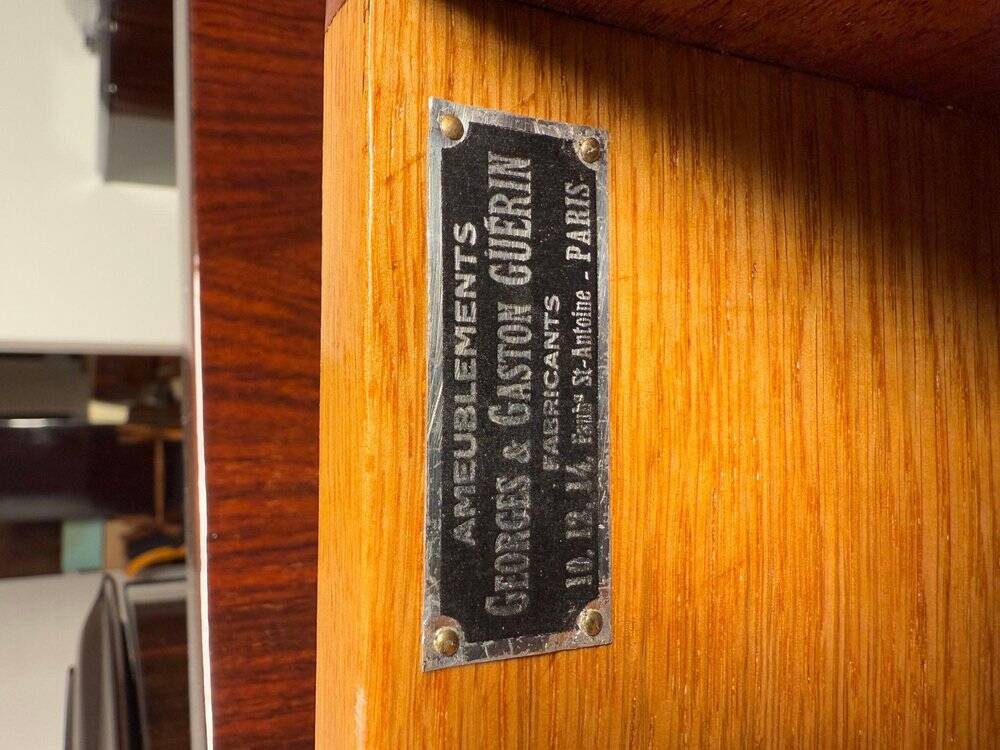 AMEUBLEMENTS
GEORGES & GASTON GUÉRIN
FABRICANTS
10, 12, 14, Faubg St-Antoine - PARIS